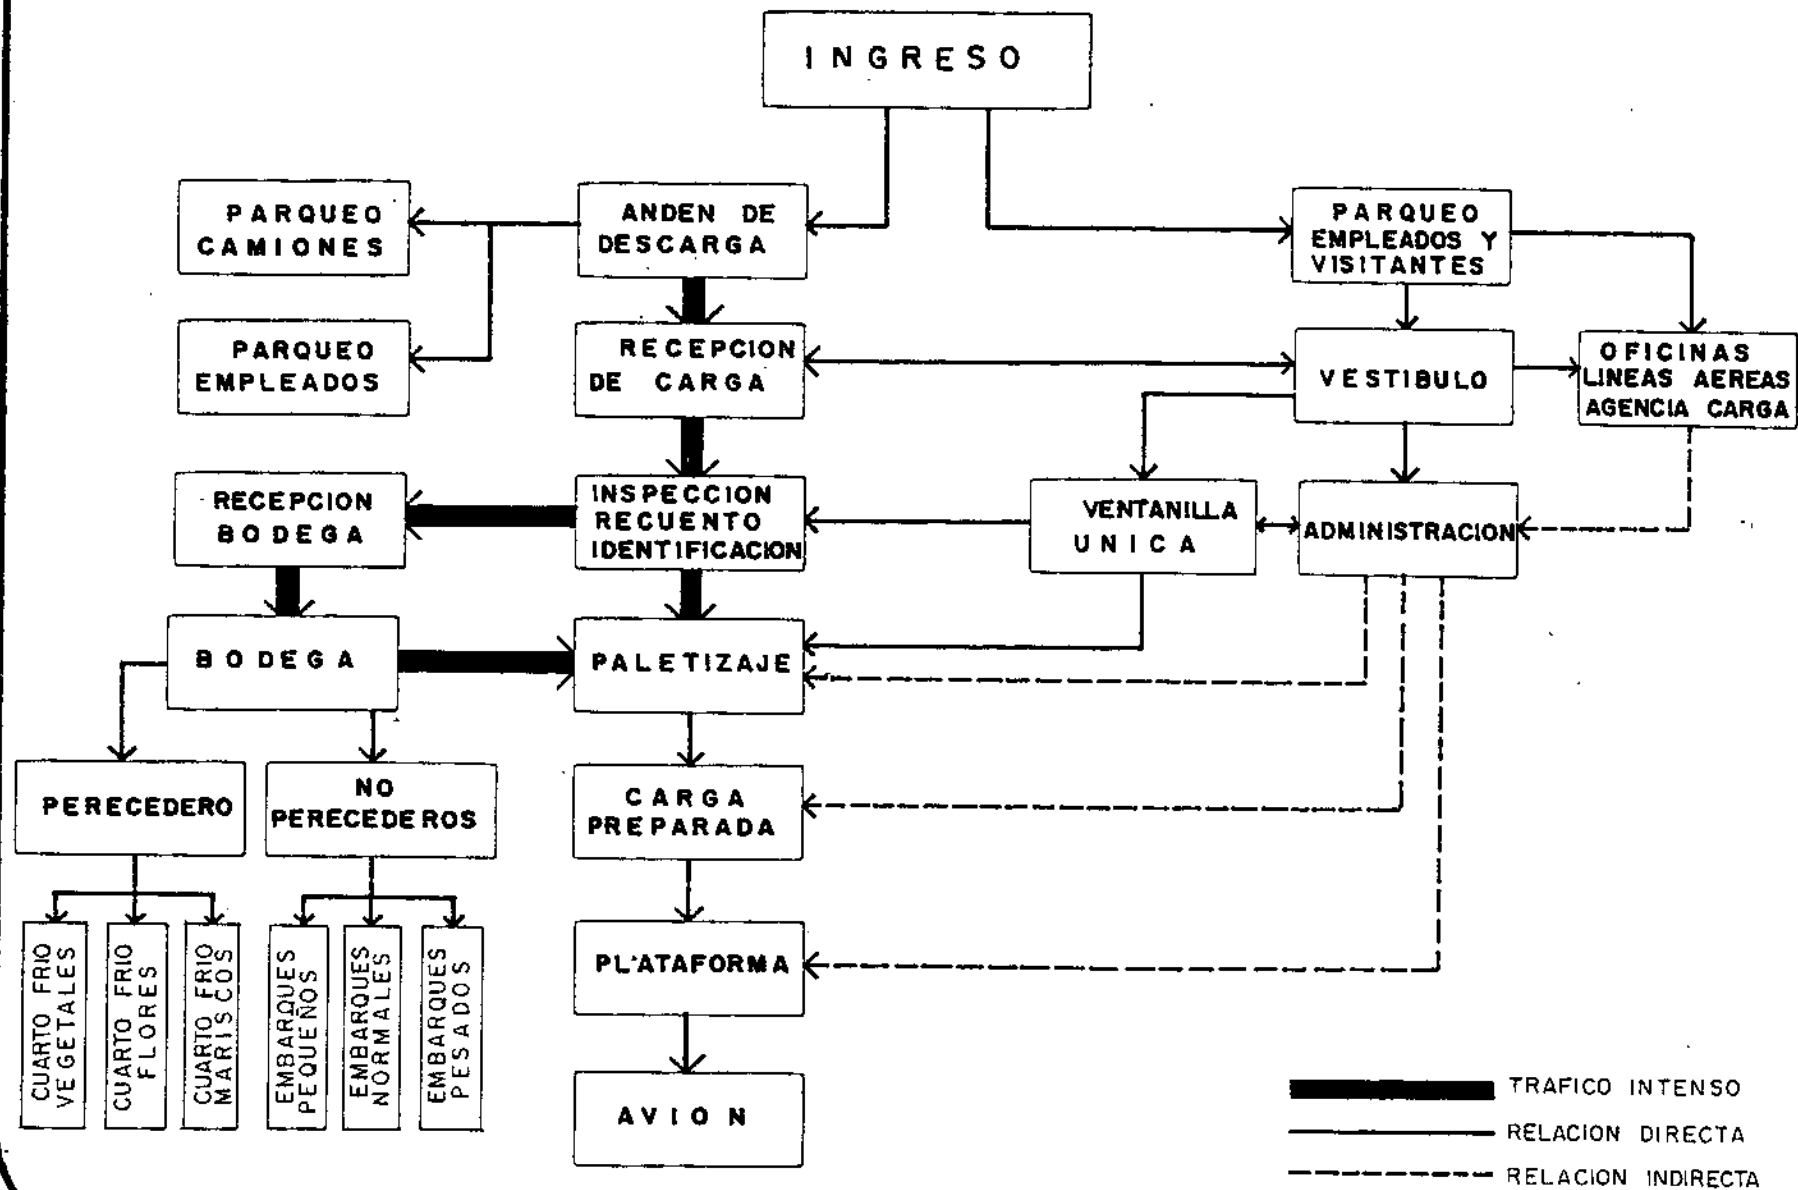 INGRESO
PARQUEO
CAMIONES
ANDEN DE
DESCARGA
PARQUEO
EMPLEADOS Y
VISITANTES
PARQUEO
EMPLEADOS
RECEPCION
DE CARGA
VESTIBULO
OFICINAS
LINEAS AEREAS
AGENCIA CARGA
RECEPCION
BODEGA
INSPECCION
RECUENTO
IDENTIFICACION
VENTANILLA
UNICA
ADMINISTRACION
BODEGA
PALETIZAJE
PERECEDERO
NO
PERECEDEROS
CARGA
PREPARADA
CUARTO FRIO
VEGETALES
CUARTO FRIO
FLORES
CUARTO FRIO
MARISCOS
EMBARQUES
PEQUEÑOS
EMBARQUES
NORMALES
EMBARQUES
PESADOS
PLATAFORMA
AVION
TRAFICO INTENSO
RELACION DIRECTA
RELACION INDIRECTA